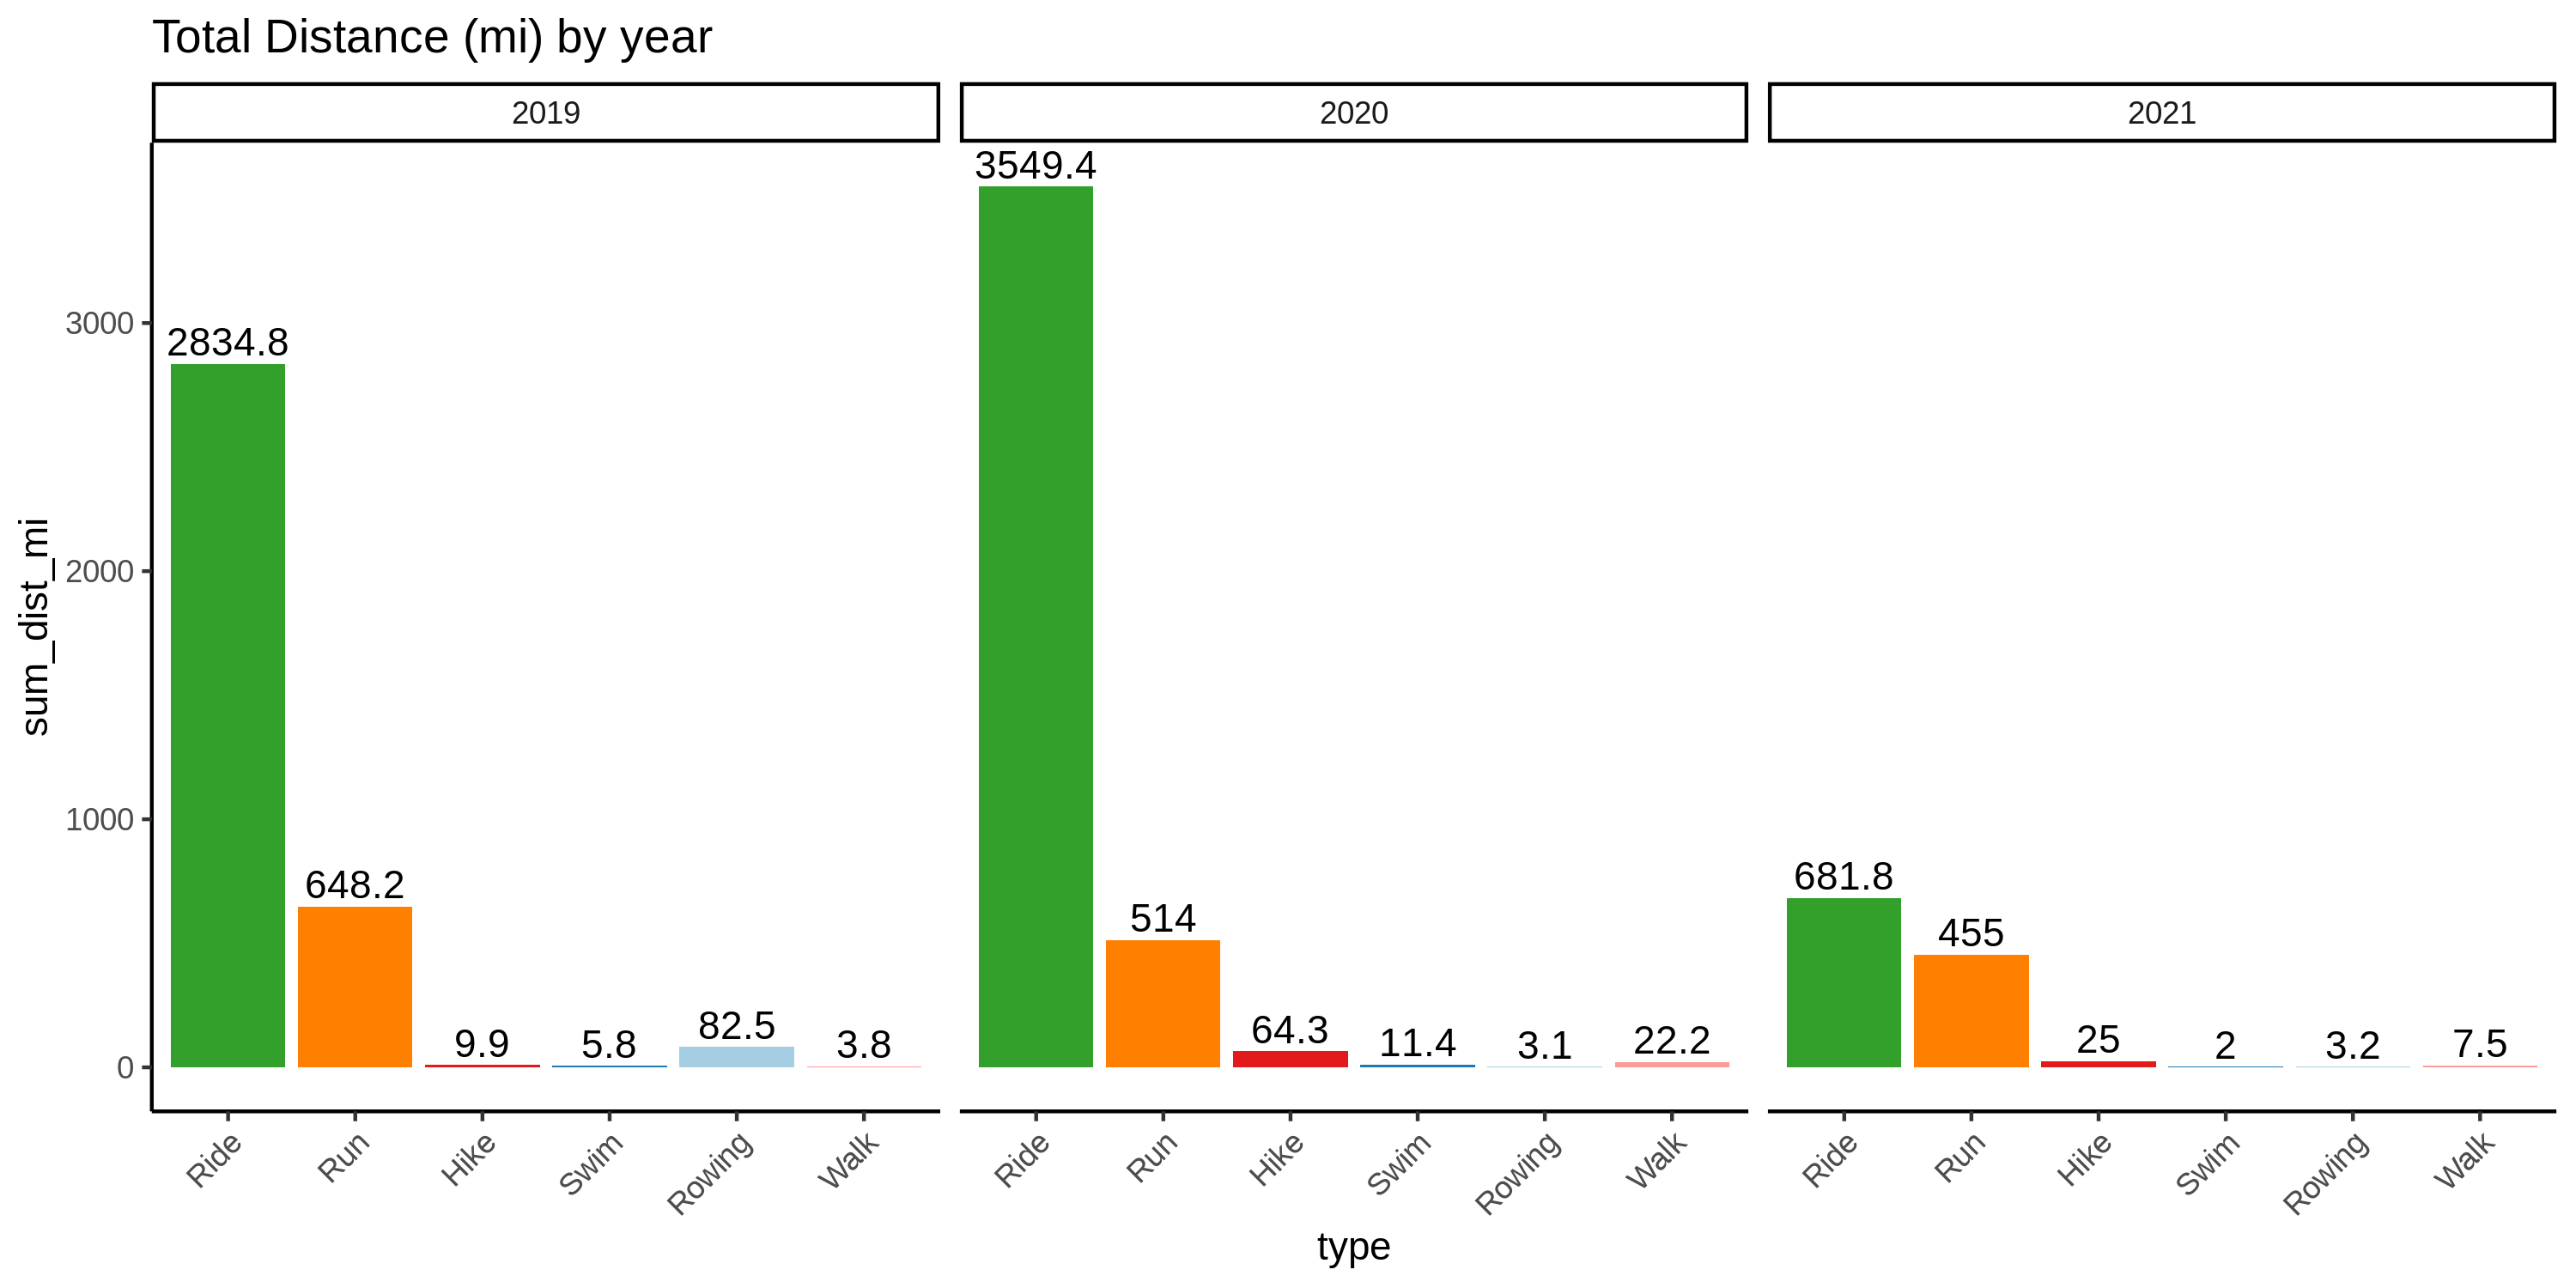 Total Distance (mi) by year
2019 2020 2021
sum_dist_mi
3000
2000
1000
0
2834.8 648.2 9.9 5.8 82.5 3.8
3549.4 514 64.3 11.4 3.1 22.2
681.8 455 25 2 3.2 7.5
Ride Run Hike Swim Rowing Walk
Ride Run Hike Swim Rowing Walk
Ride Run Hike Swim Rowing Walk
type